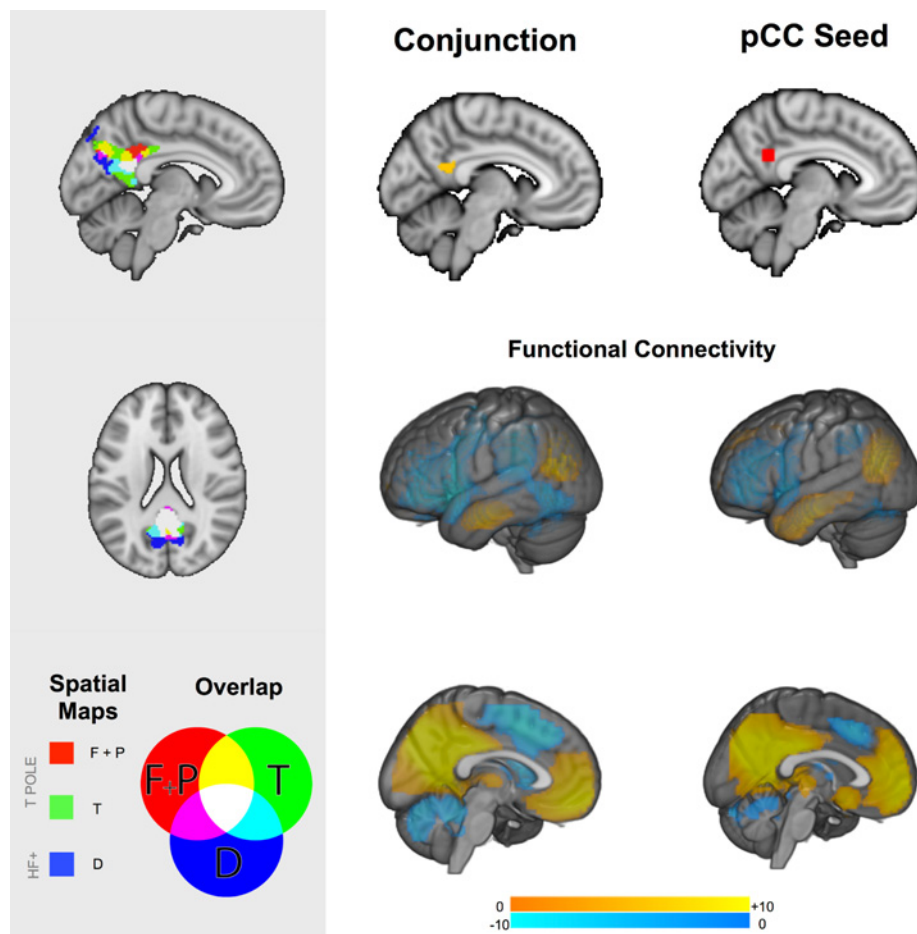 Conjunction
pCC Seed
Functional Connectivity
Spatial
Maps
Overlap
T POLE
F + P
T
HF+
D
F+P
T
D
0
+10
-10
0